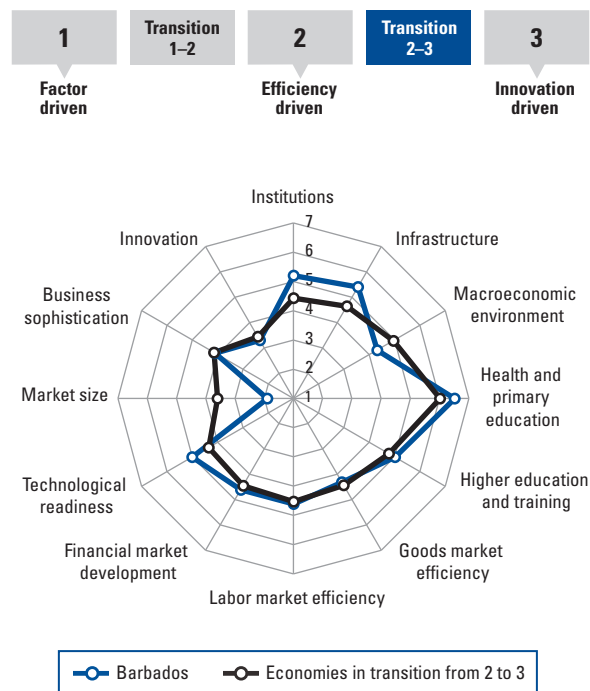 1
Transition
1–2
2
Transition
2–3
3
Factor
driven
Efficiency
driven
Innovation
driven
Institutions
7
6
5
4
3
2
1
Infrastructure
Macroeconomic
environment
Health and
primary
education
Higher education
and training
Goods market
efficiency
Labor market efficiency
Financial market
development
Technological
readiness
Market size
Business
sophistication
Innovation
Barbados
Economies in transition from 2 to 3